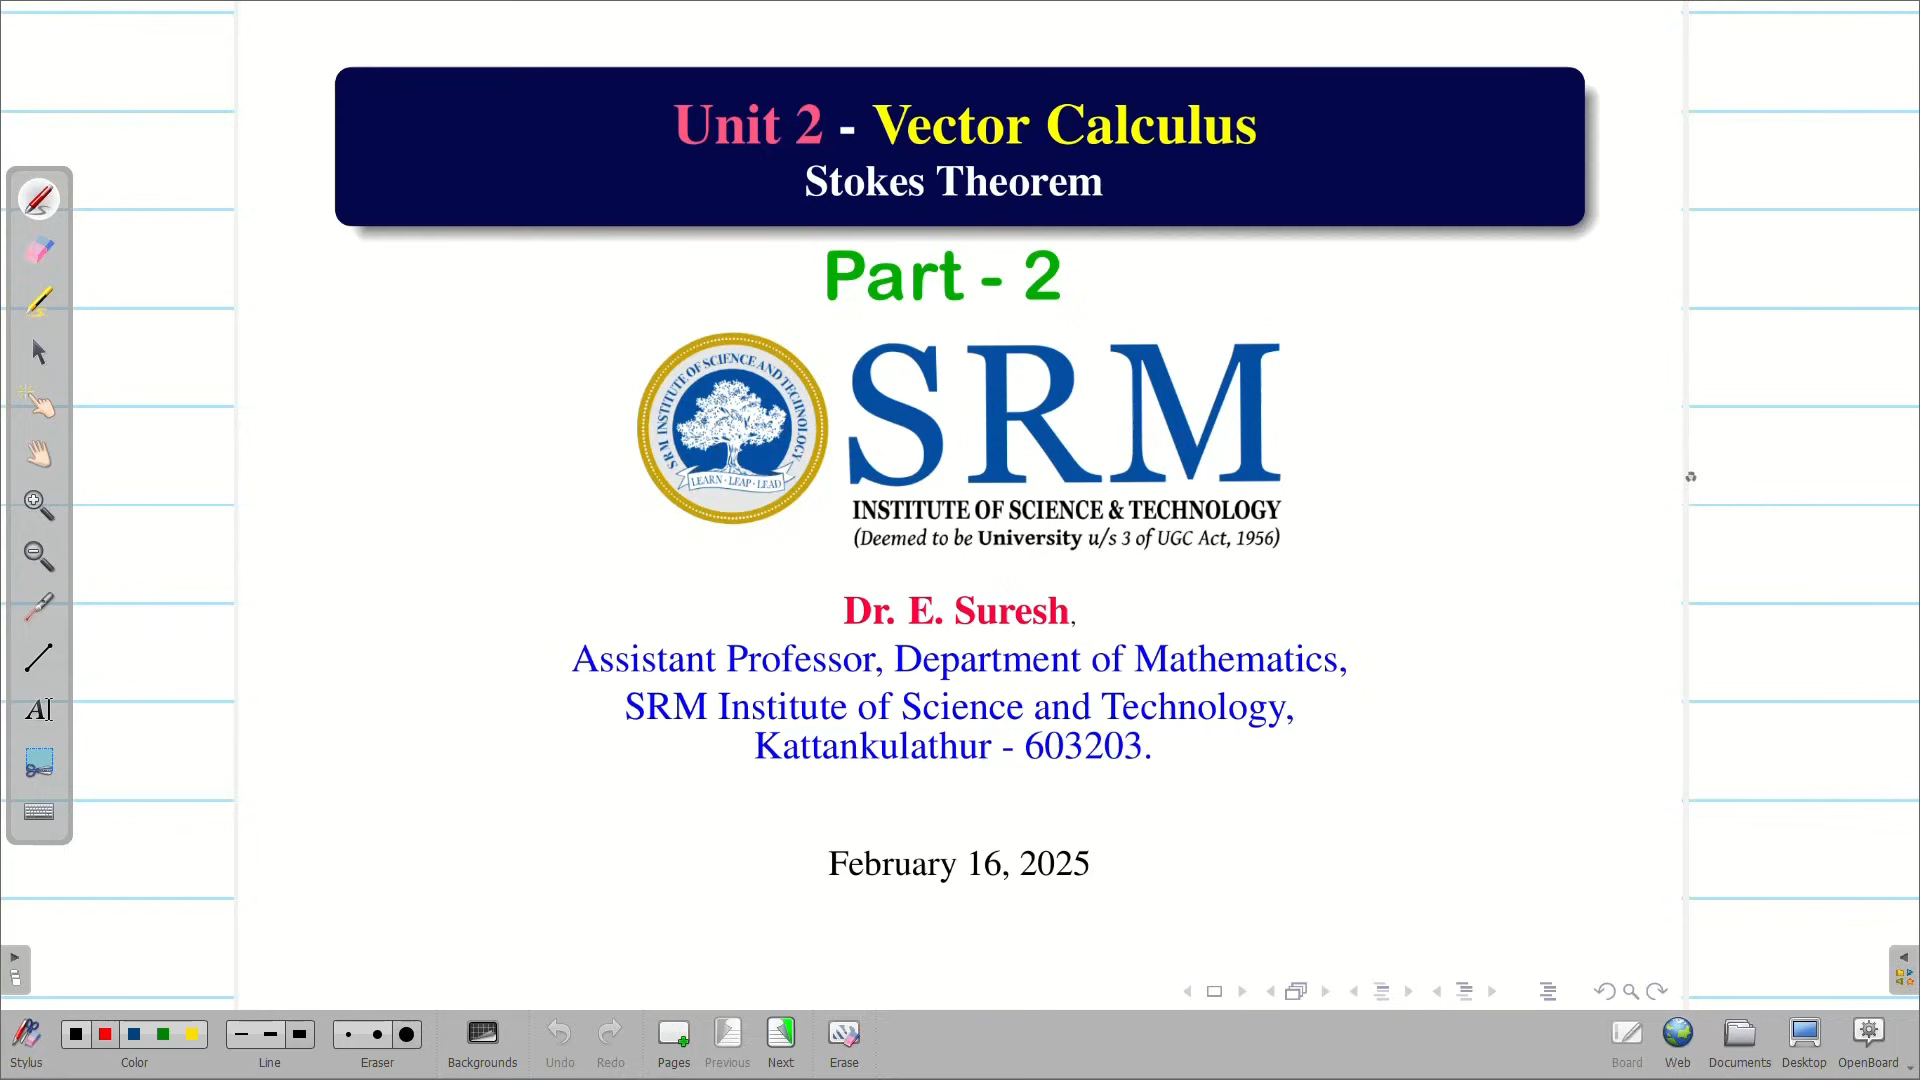 Unit 2 - Vector Calculus
Stokes Theorem
Part - 2
SRM INSTITUTE OF SCIENCE AND TECHNOLOGY
LEARN · LEAP · LEAD
SRM
INSTITUTE OF SCIENCE & TECHNOLOGY
(Deemed to be University u/s 3 of UGC Act, 1956)
Dr. E. Suresh,
Assistant Professor, Department of Mathematics,
SRM Institute of Science and Technology,
Kattankulathur - 603203.
February 16, 2025
Stylus Color Line Eraser Backgrounds Undo Redo Pages Previous Next Erase Board Web Documents Desktop OpenBoard